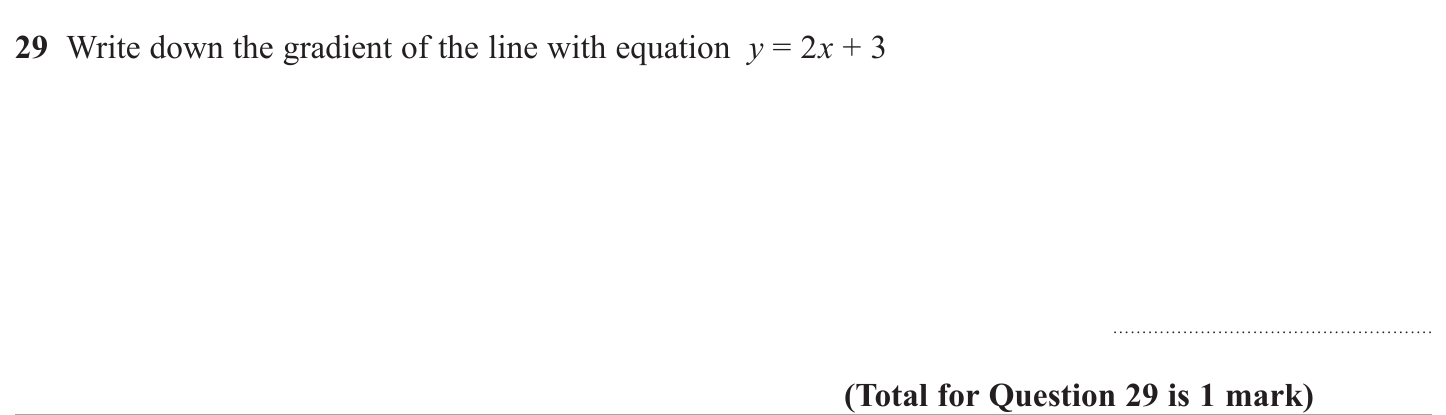 29 Write down the gradient of the line with equation y = 2x + 3
(Total for Question 29 is 1 mark)